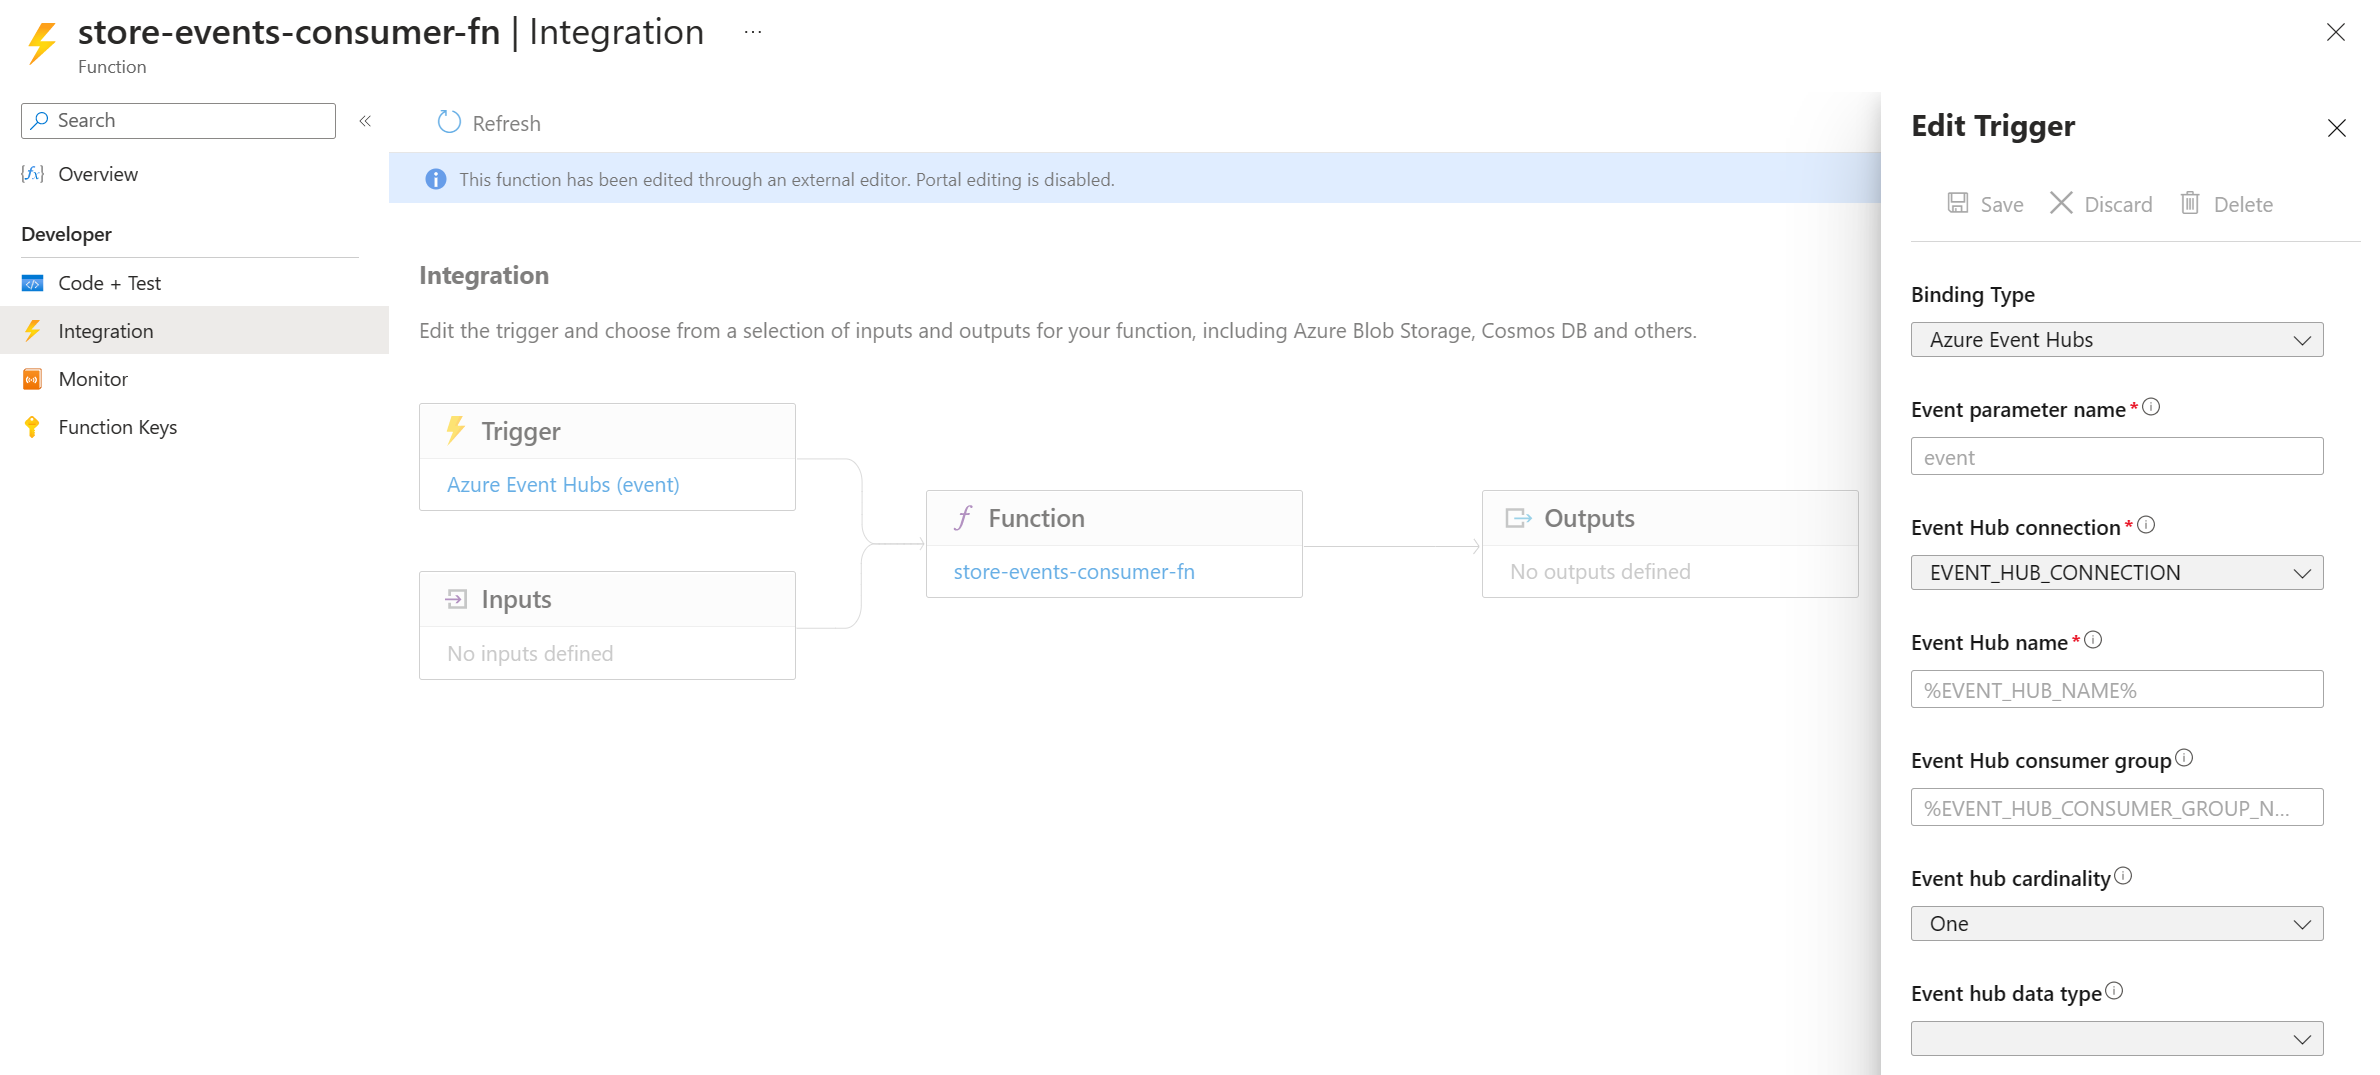 store-events-consumer-fn | Integration ...
Function
Search
«
Overview
Developer
Code + Test
Integration
Monitor
Function Keys
Refresh
This function has been edited through an external editor. Portal editing is disabled.
Integration
Edit the trigger and choose from a selection of inputs and outputs for your function, including Azure Blob Storage, Cosmos DB and others.
Trigger
Azure Event Hubs (event)
Inputs
No inputs defined
Function
store-events-consumer-fn
Outputs
No outputs defined
Edit Trigger
Save Discard Delete
Binding Type
Azure Event Hubs
Event parameter name *
event
Event Hub connection *
EVENT_HUB_CONNECTION
Event Hub name *
%EVENT_HUB_NAME%
Event Hub consumer group
%EVENT_HUB_CONSUMER_GROUP_N...
Event hub cardinality
One
Event hub data type